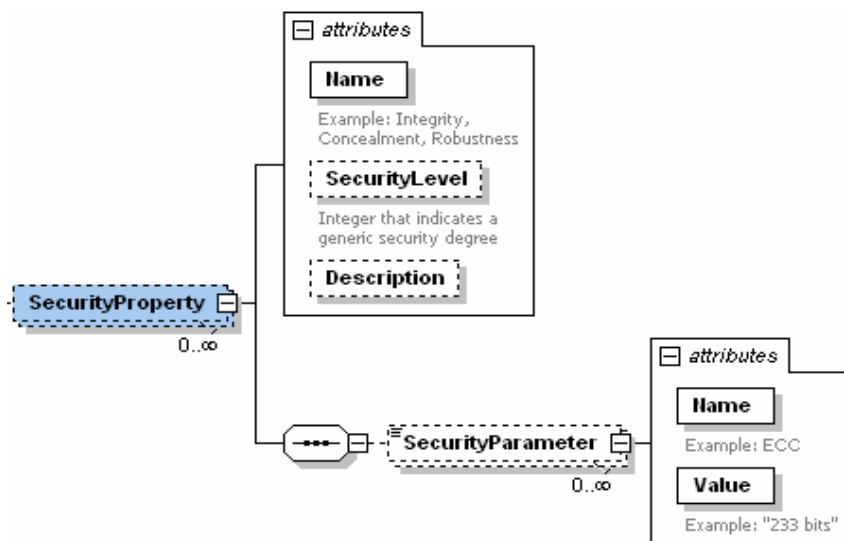 attributes
Name
Example: Integrity,
Concealment, Robustness
SecurityLevel
Integer that indicates a
generic security degree
Description
SecurityProperty
0..∞
attributes
Name
Example: ECC
Value
Example: "233 bits"
SecurityParameter
0..∞